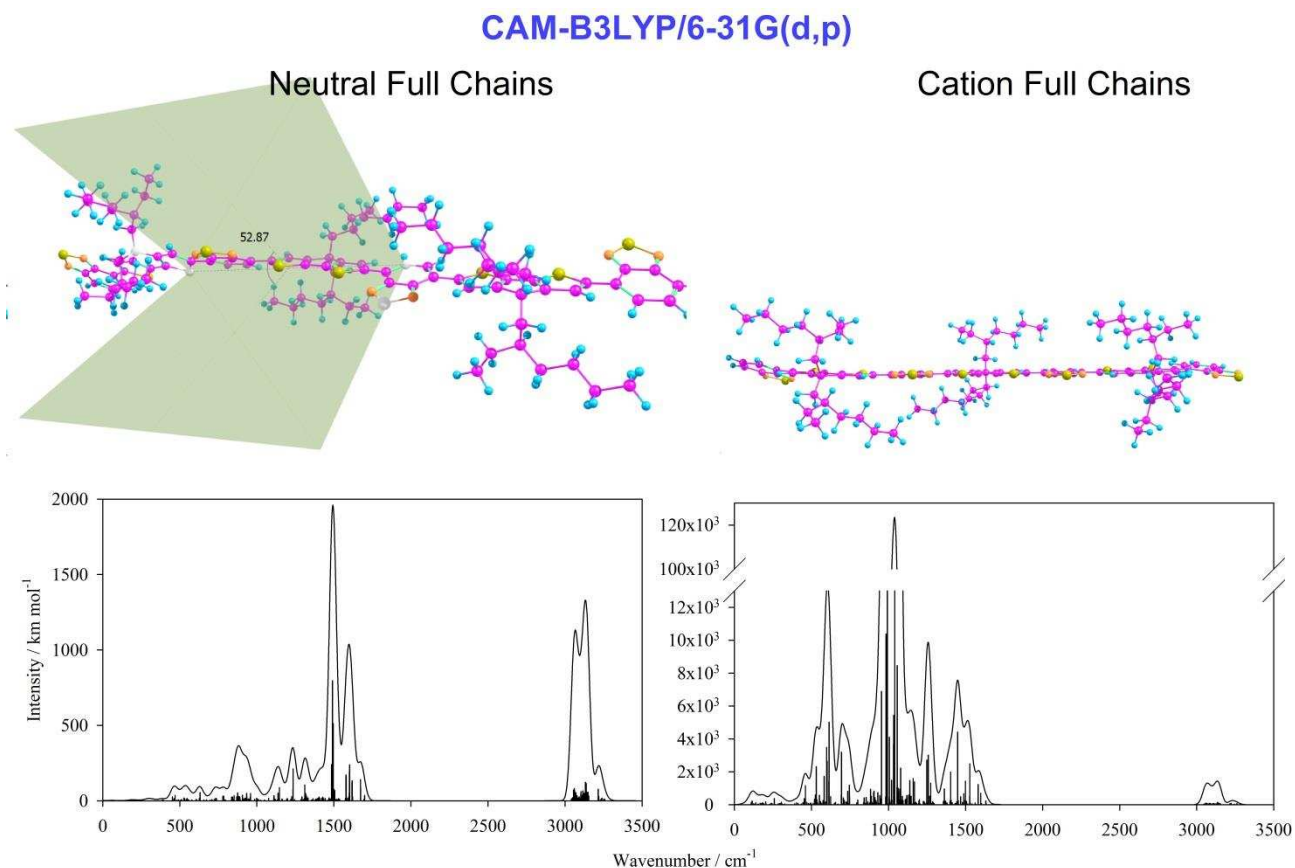 CAM-B3LYP/6-31G(d,p)
Neutral Full Chains
Cation Full Chains
52.87
2000
1500
1000
500
0
Intensity / km mol⁻¹
0 500 1000 1500 2000 2500 3000 3500
120x10³
100x10³
12x10³
10x10³
8x10³
6x10³
4x10³
2x10³
0
0 500 1000 1500 2000 2500 3000 3500
Wavenumber / cm⁻¹